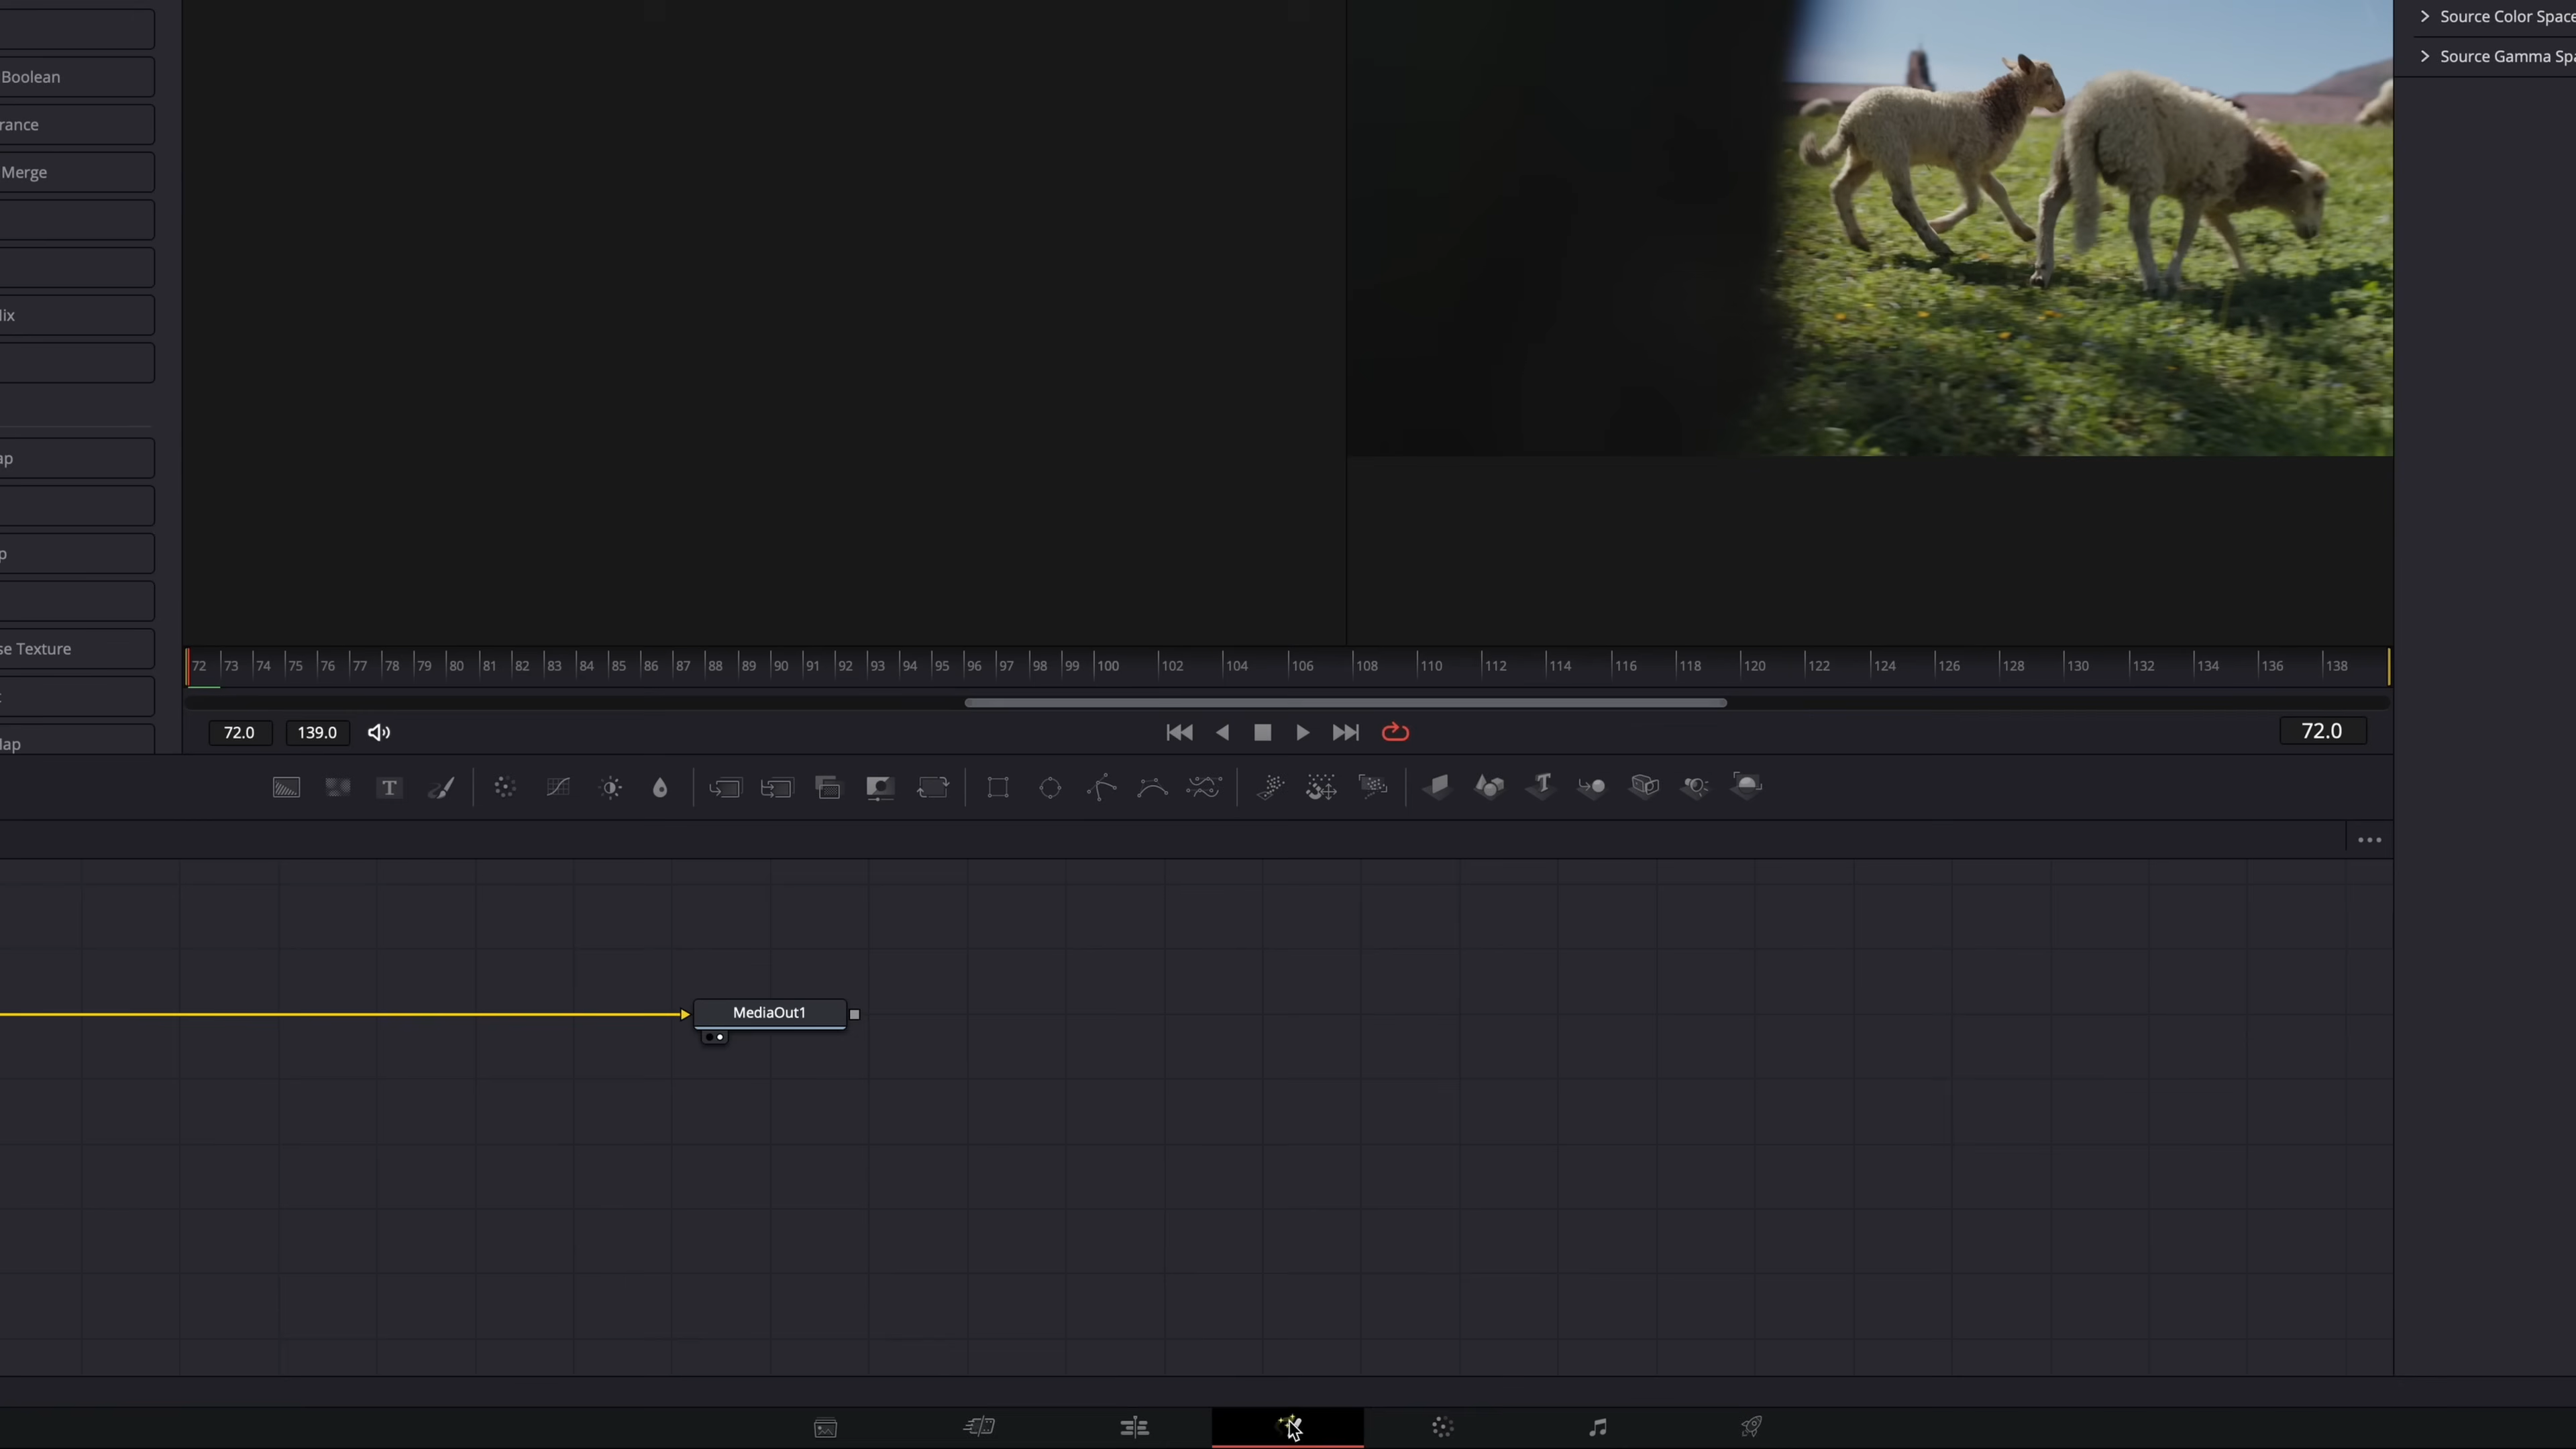 Source Color Space
Source Gamma Spa
Boolean
rance
Merge
lix
ap
p
se Texture
t
lap
72 73 74 75 76 77 78 79 80 81 82 83 84 85 86 87 88 89 90 91 92 93 94 95 96 97 98 99 100 102 104 106 108 110 112 114 116 118 120 122 124 126 128 130 132 134 136 138
72.0 139.0 72.0
T
MediaOut1